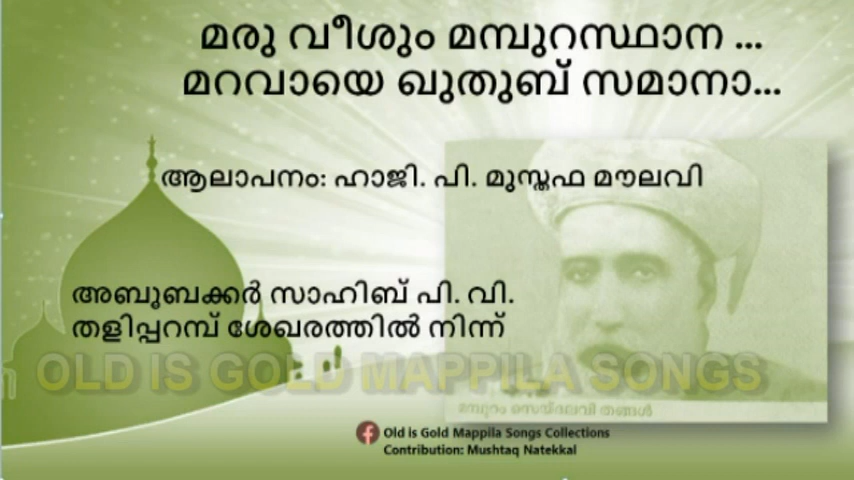 മരു വീശും മമ്പുറസ്ഥാന ...
മറവായെ ഖുതുബ് സമാനാ...
ആലാപനം: ഹാജി. പി. മുസ്തഫ മൗലവി
അബൂബക്കർ സാഹിബ് പി. വി.
തളിപ്പറമ്പ് ശേഖരത്തിൽ നിന്ന്
OLD IS GOLD MAPPILA SONGS
മമ്പുറം സെയ്ദലവി തങ്ങൾ
Old is Gold Mappila Songs Collections
Contribution: Mushtaq Natekkal